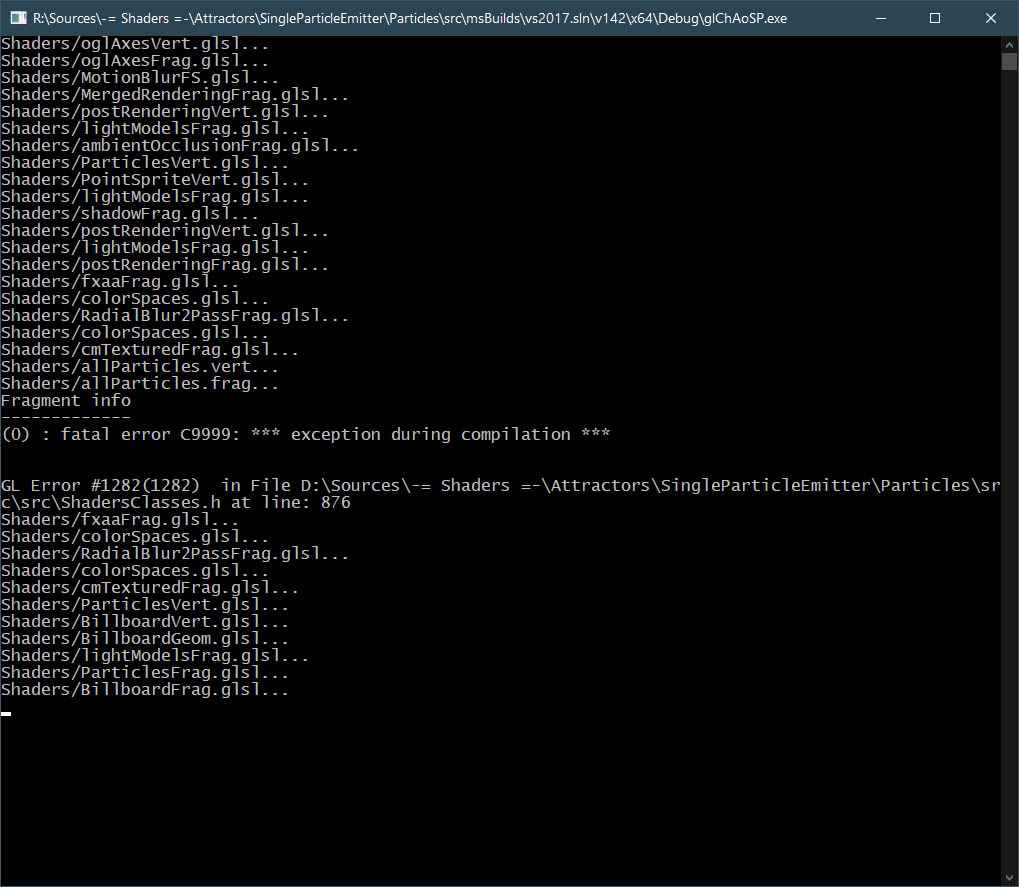 R:\Sources\-= Shaders =-\Attractors\SingleParticleEmitter\Particles\src\msBuilds\vs2017.sln\v142\x64\Debug\glChAoSP.exe
Shaders/oglAxesVert.glsl...
Shaders/oglAxesFrag.glsl...
Shaders/MotionBlurFS.glsl...
Shaders/MergedRenderingFrag.glsl...
Shaders/postRenderingVert.glsl...
Shaders/lightModelsFrag.glsl...
Shaders/ambientOcclusionFrag.glsl...
Shaders/ParticlesVert.glsl...
Shaders/PointSpriteVert.glsl...
Shaders/lightModelsFrag.glsl...
Shaders/shadowFrag.glsl...
Shaders/postRenderingVert.glsl...
Shaders/lightModelsFrag.glsl...
Shaders/postRenderingFrag.glsl...
Shaders/fxaaFrag.glsl...
Shaders/colorSpaces.glsl...
Shaders/RadialBlur2PassFrag.glsl...
Shaders/colorSpaces.glsl...
Shaders/cmTexturedFrag.glsl...
Shaders/allParticles.vert...
Shaders/allParticles.frag...
Fragment info
-------------
(0) : fatal error C9999: *** exception during compilation ***
GL Error #1282(1282)  in File D:\Sources\-= Shaders =-\Attractors\SingleParticleEmitter\Particles\sr
c\src\ShadersClasses.h at line: 876
Shaders/fxaaFrag.glsl...
Shaders/colorSpaces.glsl...
Shaders/RadialBlur2PassFrag.glsl...
Shaders/colorSpaces.glsl...
Shaders/cmTexturedFrag.glsl...
Shaders/ParticlesVert.glsl...
Shaders/BillboardVert.glsl...
Shaders/BillboardGeom.glsl...
Shaders/lightModelsFrag.glsl...
Shaders/ParticlesFrag.glsl...
Shaders/BillboardFrag.glsl...